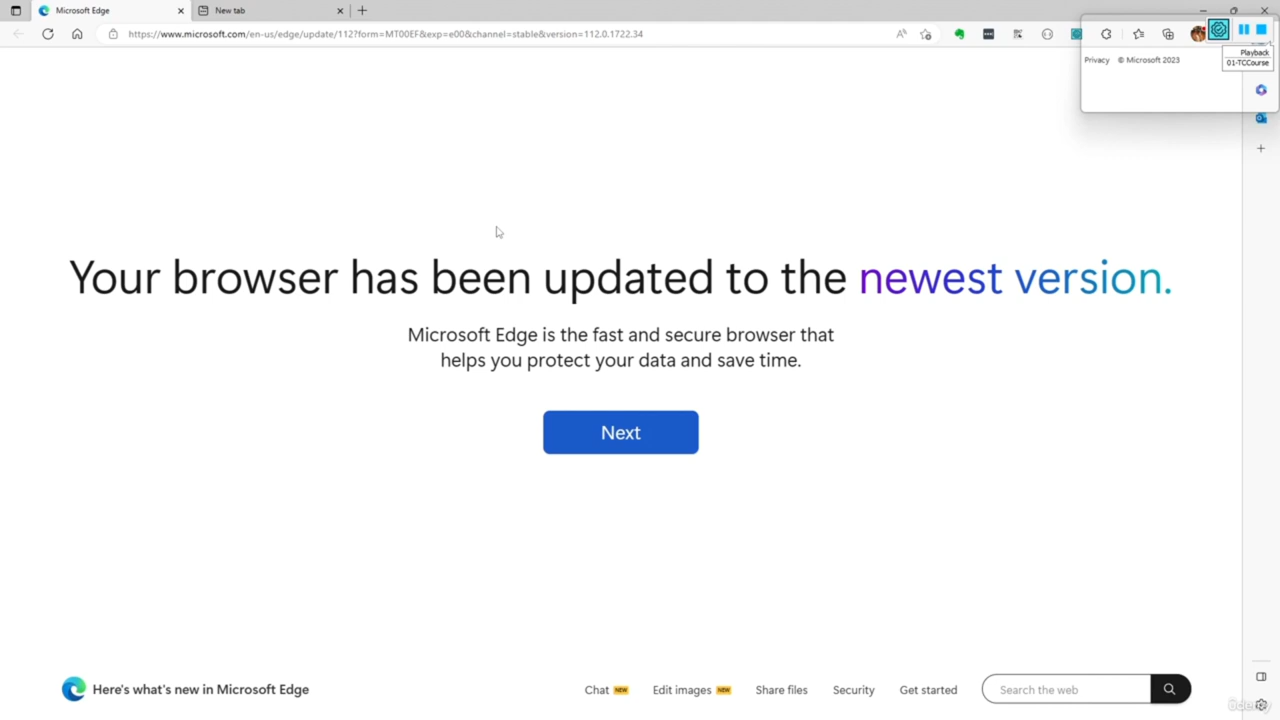 Microsoft Edge
New tab
https://www.microsoft.com/en-us/edge/update/112?form=MT00EF&exp=e00&channel=stable&version=112.0.1722.34
Playback
01-TCCourse
Privacy © Microsoft 2023
Your browser has been updated to the newest version.
Microsoft Edge is the fast and secure browser that
helps you protect your data and save time.
Next
Here's what's new in Microsoft Edge
Chat NEW Edit images NEW Share files Security Get started
Search the web
ûdemy